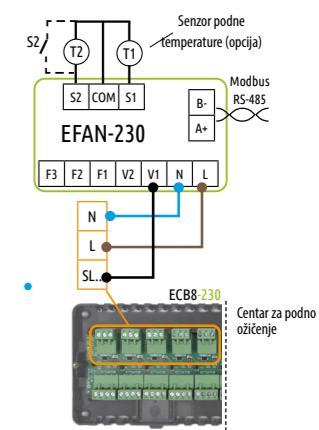 Senzor podne
temperature (opcija)
S2
T2
T1
S2 COM S1
Modbus
RS-485
B-
A+
EFAN-230
F3 F2 F1 V2 V1 N L
N
L
SL..
ECB8-230
Centar za podno
ožičenje